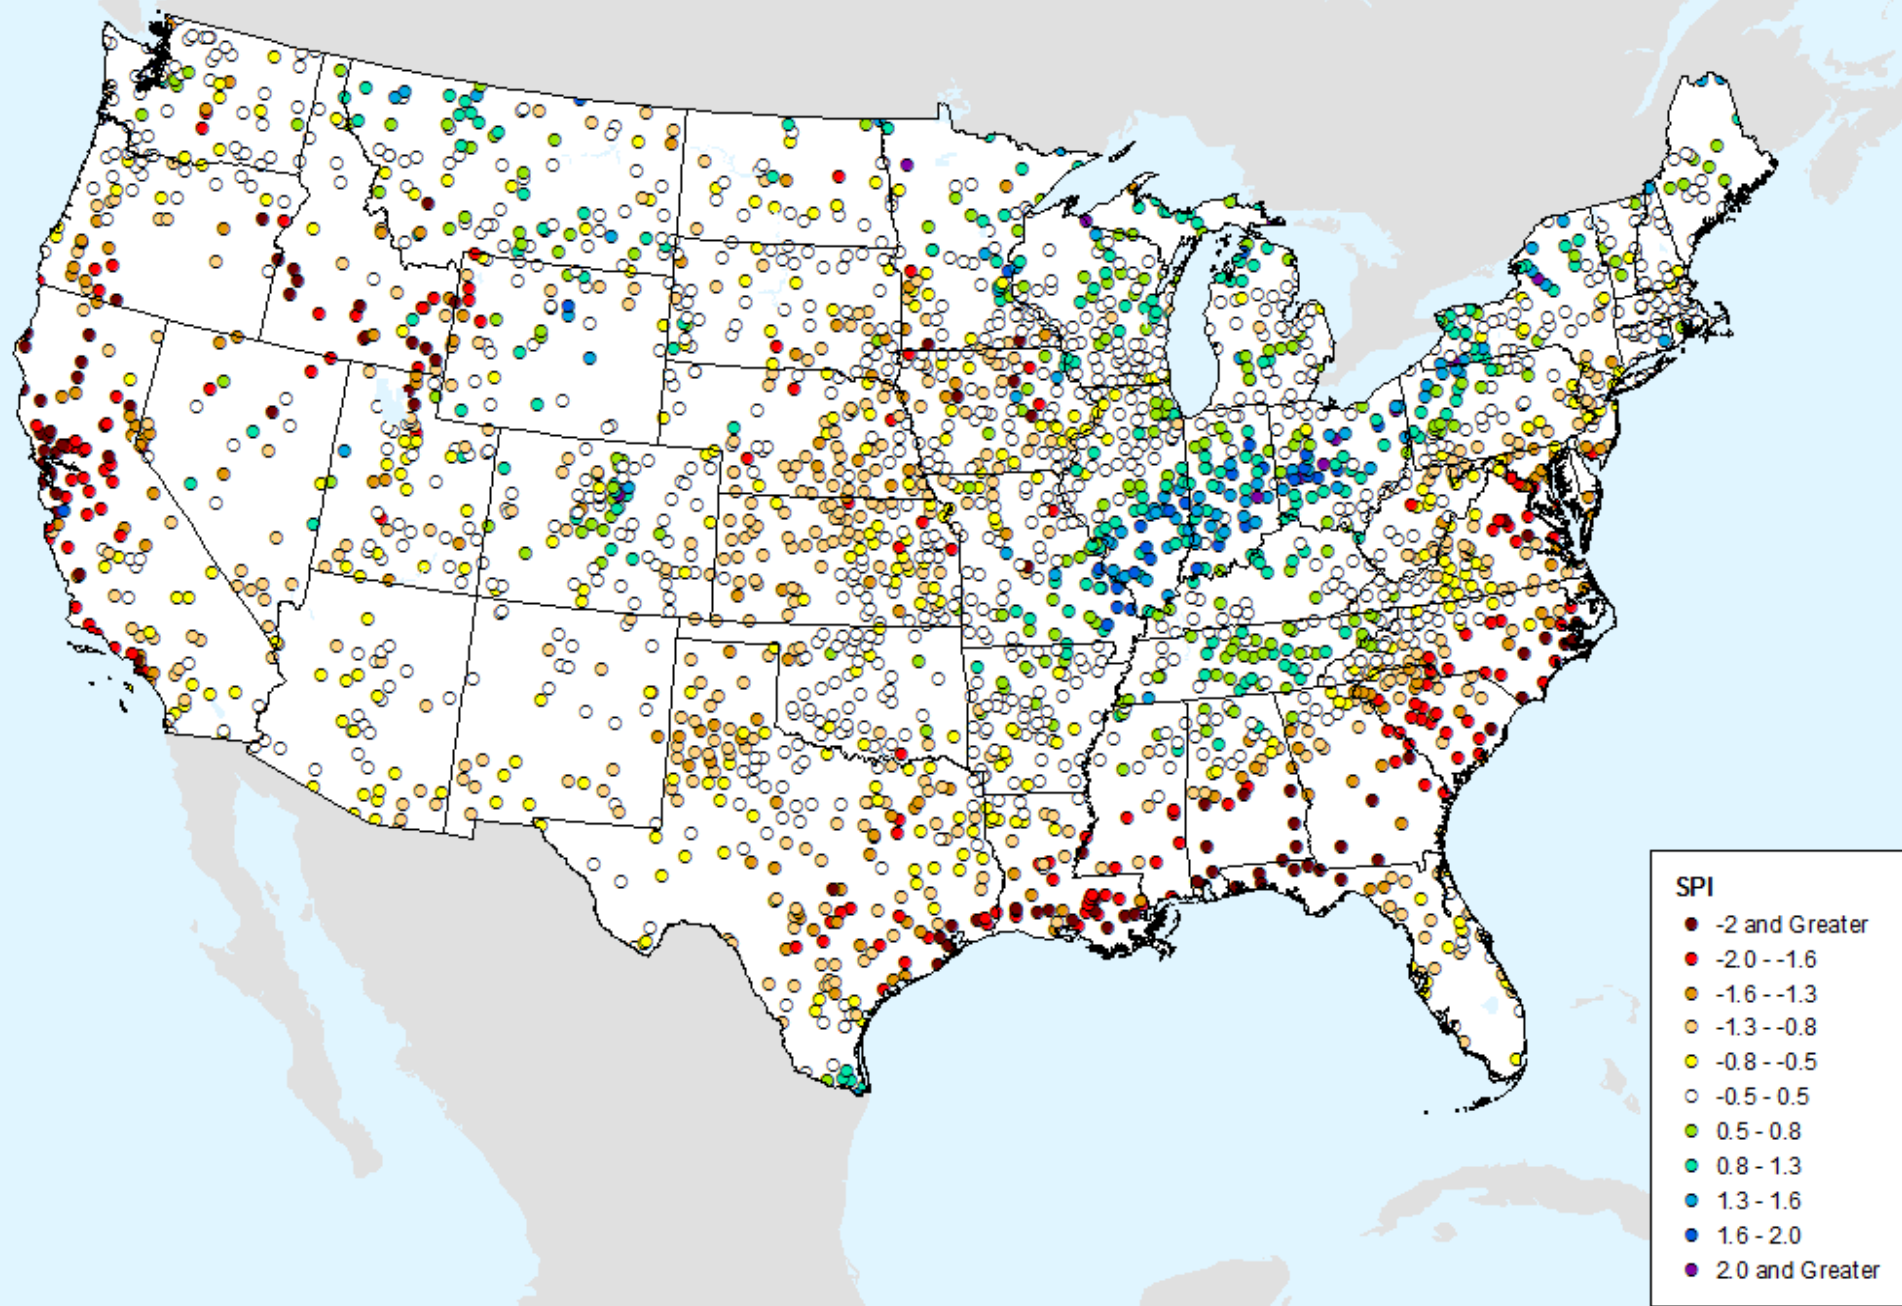 SPI
-2 and Greater
-2.0 - -1.6
-1.6 - -1.3
-1.3 - -0.8
-0.8 - -0.5
-0.5 - 0.5
0.5 - 0.8
0.8 - 1.3
1.3 - 1.6
1.6 - 2.0
2.0 and Greater